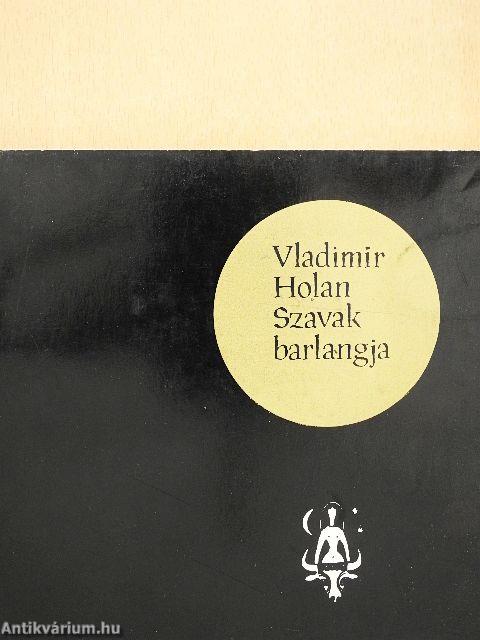 Vladimir
Holan
Szavak
barlangja
Antikvárium.hu